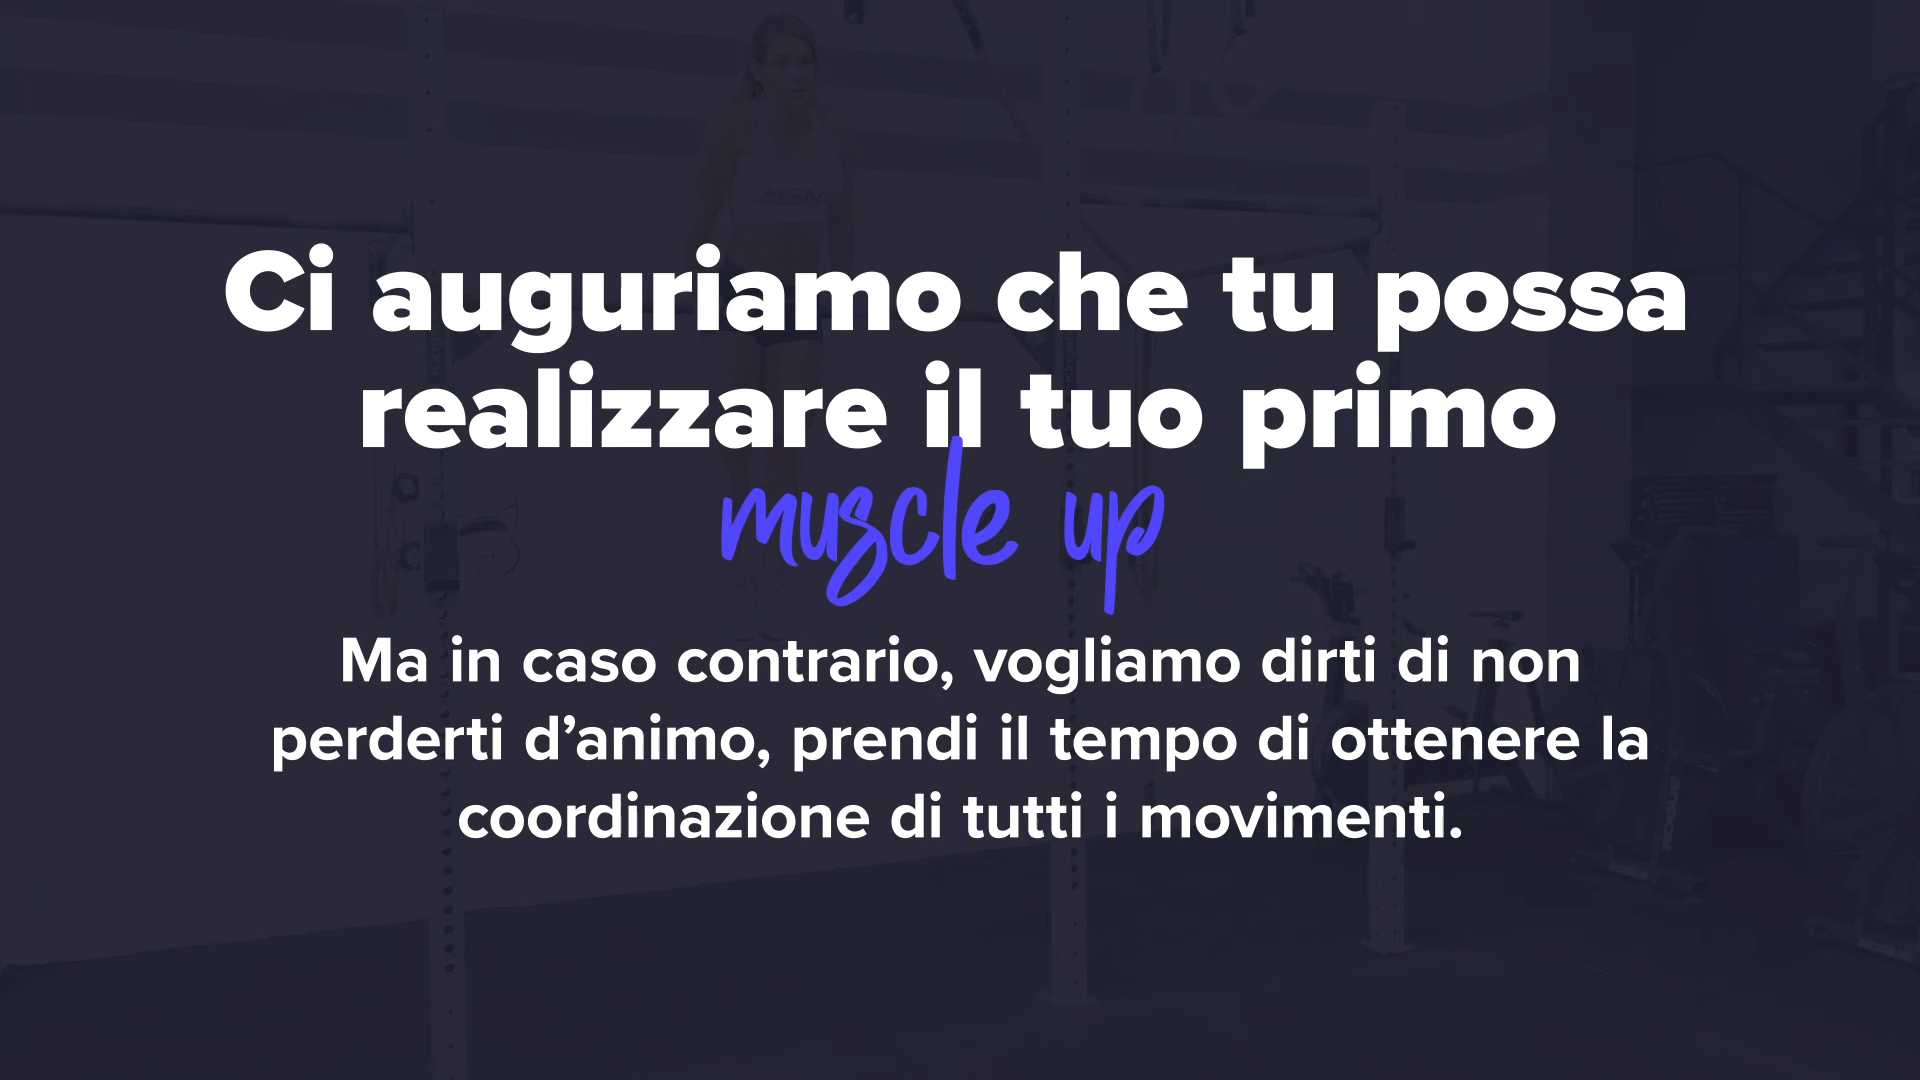 Ci auguriamo che tu possa
realizzare il tuo primo
muscle up
Ma in caso contrario, vogliamo dirti di non
perderti d’animo, prendi il tempo di ottenere la
coordinazione di tutti i movimenti.